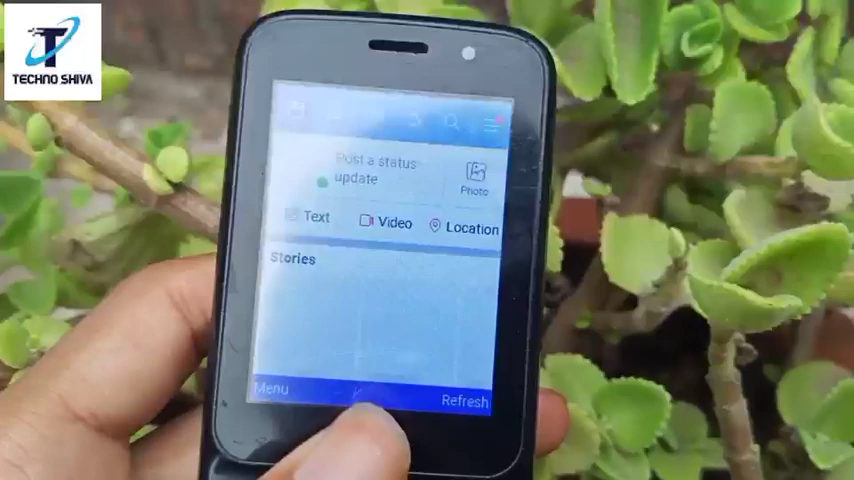 TECHNO SHIVA
Post a status
update
Photo
Text
Video
Location
Stories
Menu
Refresh